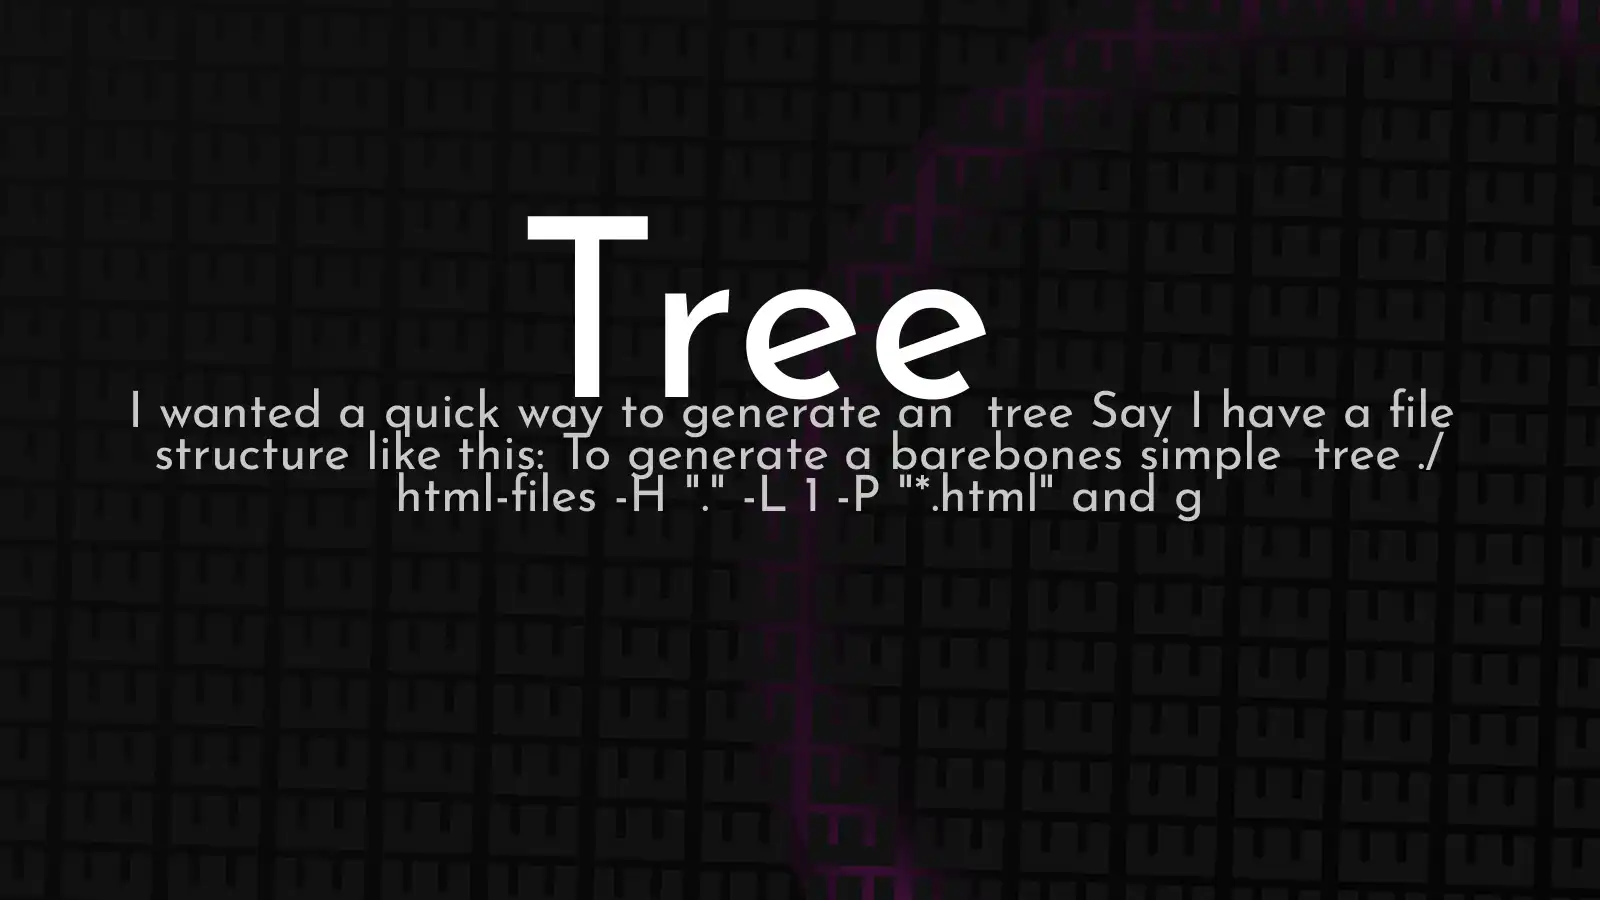 Tree
I wanted a quick way to generate an  tree Say I have a file
structure like this: To generate a barebones simple  tree ./
html-files -H "." -L 1 -P "*.html" and g